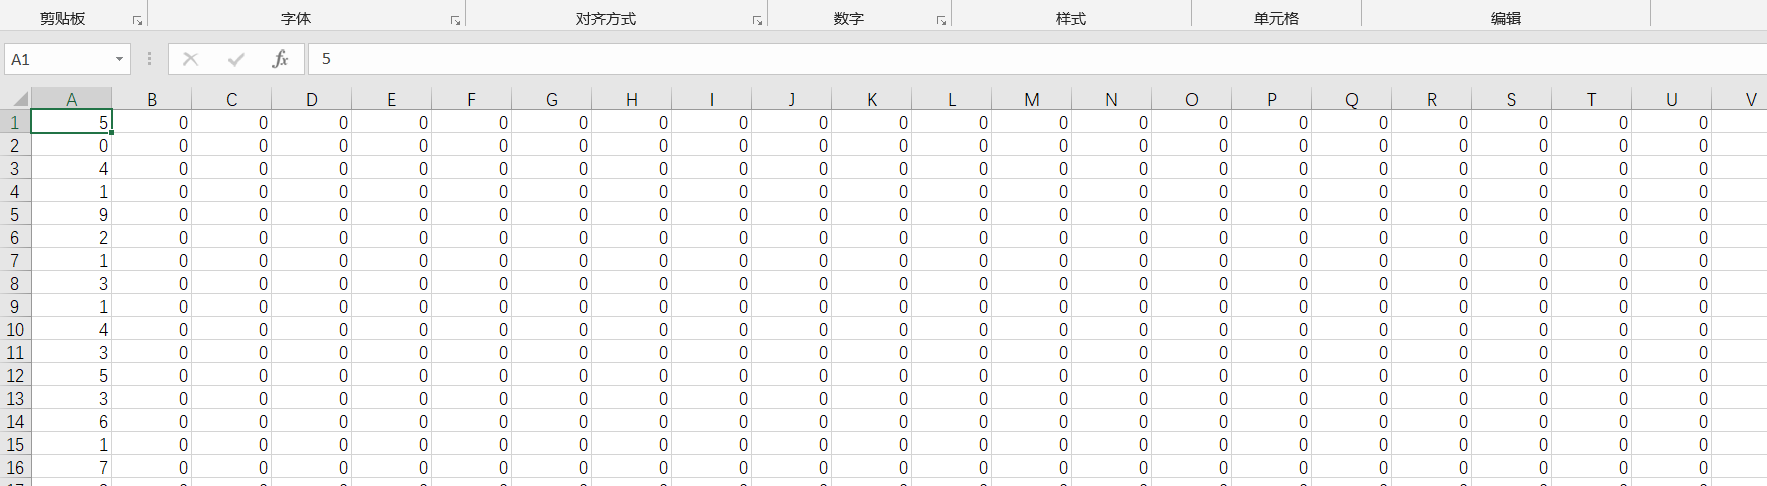 剪贴板 字体 对齐方式 数字 样式 单元格 编辑
A1 fx 5
A B C D E F G H I J K L M N O P Q R S T U V
1 5 0 0 0 0 0 0 0 0 0 0 0 0 0 0 0 0 0 0 0 0
2 0 0 0 0 0 0 0 0 0 0 0 0 0 0 0 0 0 0 0 0 0
3 4 0 0 0 0 0 0 0 0 0 0 0 0 0 0 0 0 0 0 0 0
4 1 0 0 0 0 0 0 0 0 0 0 0 0 0 0 0 0 0 0 0 0
5 9 0 0 0 0 0 0 0 0 0 0 0 0 0 0 0 0 0 0 0 0
6 2 0 0 0 0 0 0 0 0 0 0 0 0 0 0 0 0 0 0 0 0
7 1 0 0 0 0 0 0 0 0 0 0 0 0 0 0 0 0 0 0 0 0
8 3 0 0 0 0 0 0 0 0 0 0 0 0 0 0 0 0 0 0 0 0
9 1 0 0 0 0 0 0 0 0 0 0 0 0 0 0 0 0 0 0 0 0
10 4 0 0 0 0 0 0 0 0 0 0 0 0 0 0 0 0 0 0 0 0
11 3 0 0 0 0 0 0 0 0 0 0 0 0 0 0 0 0 0 0 0 0
12 5 0 0 0 0 0 0 0 0 0 0 0 0 0 0 0 0 0 0 0 0
13 3 0 0 0 0 0 0 0 0 0 0 0 0 0 0 0 0 0 0 0 0
14 6 0 0 0 0 0 0 0 0 0 0 0 0 0 0 0 0 0 0 0 0
15 1 0 0 0 0 0 0 0 0 0 0 0 0 0 0 0 0 0 0 0 0
16 7 0 0 0 0 0 0 0 0 0 0 0 0 0 0 0 0 0 0 0 0